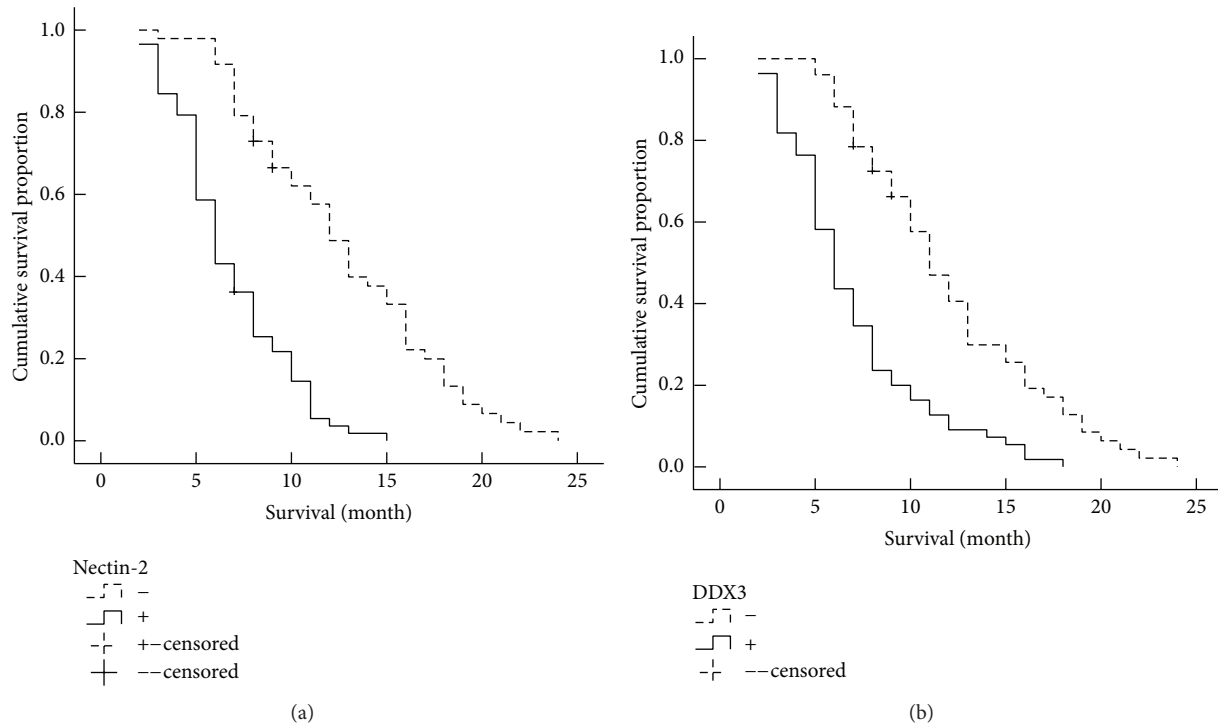 1.0
0.8
0.6
0.4
0.2
0.0
Cumulative survival proportion
0 5 10 15 20 25
Survival (month)
Nectin-2
−
+
+−censored
−−censored
(a)
1.0
0.8
0.6
0.4
0.2
0.0
Cumulative survival proportion
0 5 10 15 20 25
Survival (month)
DDX3
−
+
−−censored
(b)